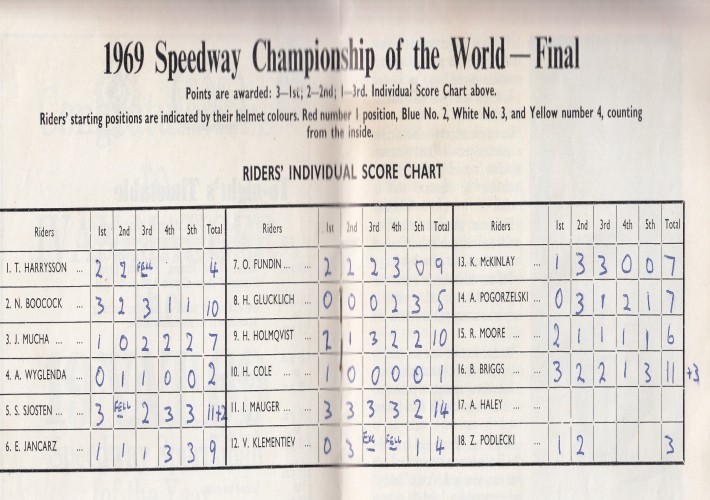 1969 Speedway Championship of the World — Final
Points are awarded: 3—1st; 2—2nd; 1—3rd. Individual Score Chart above.
Riders' starting positions are indicated by their helmet colours. Red number 1 position, Blue No. 2, White No. 3, and Yellow number 4, counting
from the inside.
RIDERS' INDIVIDUAL SCORE CHART
Riders 1st 2nd 3rd 4th 5th Total Riders 1st 2nd 3rd 4th 5th Total Riders 1st 2nd 3rd 4th 5th Total
1. T. HARRYSSON ... 2 2 FELL 4 7. O. FUNDIN ... ... 2 2 2 3 0 9 13. K. McKINLAY ... 1 3 3 0 0 7
2. N. BOOCOCK ... 3 2 3 1 1 10 8. H. GLUCKLICH ... 0 0 0 2 3 5 14. A. POGORZELSKI ... 0 3 1 2 1 7
3. J. MUCHA ... ... 1 0 2 2 2 7 9. H. HOLMQVIST ... 2 1 3 2 2 10 15. R. MOORE ... ... 2 1 1 1 1 6
4. A. WYGLENDA ... 0 1 1 0 0 2 10. H. COLE ... ... 1 0 0 0 0 1 16. B. BRIGGS ... ... 3 2 2 1 3 11 +3
5. S. SJOSTEN ... ... 3 FELL 2 3 3 11+2 11. I. MAUGER ... ... 3 3 3 3 2 14 17. A. HALEY ... ...
6. E. JANCARZ ... 1 1 1 3 3 9 12. V. KLEMENTIEV ... 0 3 EXC FELL 1 4 18. Z. PODLECKI ... 1 2 3